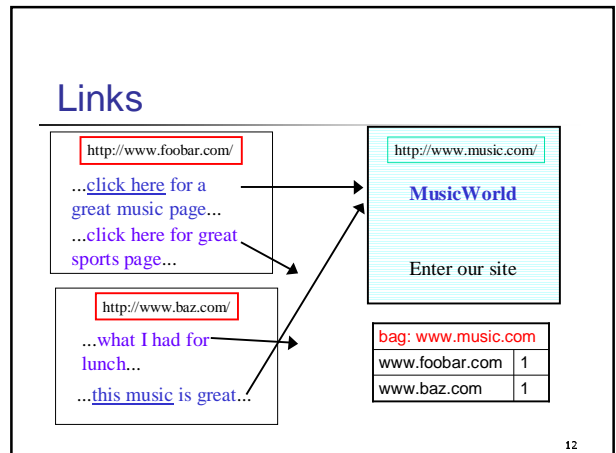 Links
http://www.foobar.com/
...click here for a
great music page...
...click here for great
sports page...
http://www.baz.com/
...what I had for
lunch...
...this music is great...
http://www.music.com/
MusicWorld
Enter our site
bag: www.music.com
www.foobar.com 1
www.baz.com 1
12